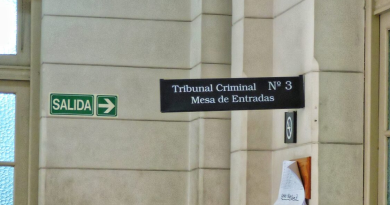 SALIDA
Tribunal Criminal Nº 3
Mesa de Entradas